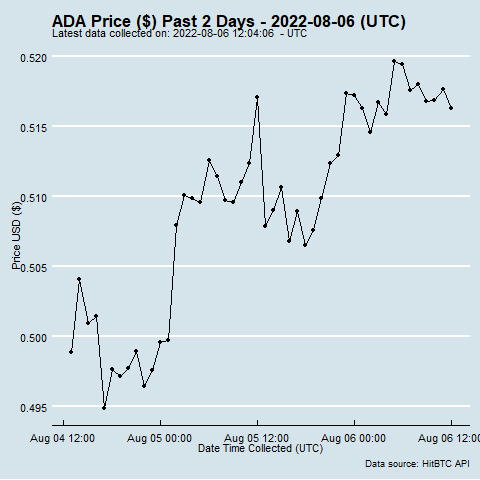 ADA Price ($) Past 2 Days - 2022-08-06 (UTC)
Latest data collected on: 2022-08-06 12:04:06  - UTC
0.520
0.515
0.510
0.505
0.500
0.495
Price USD ($)
Aug 04 12:00 Aug 05 00:00 Aug 05 12:00 Aug 06 00:00 Aug 06 12:00
Date Time Collected (UTC)
Data source: HitBTC API